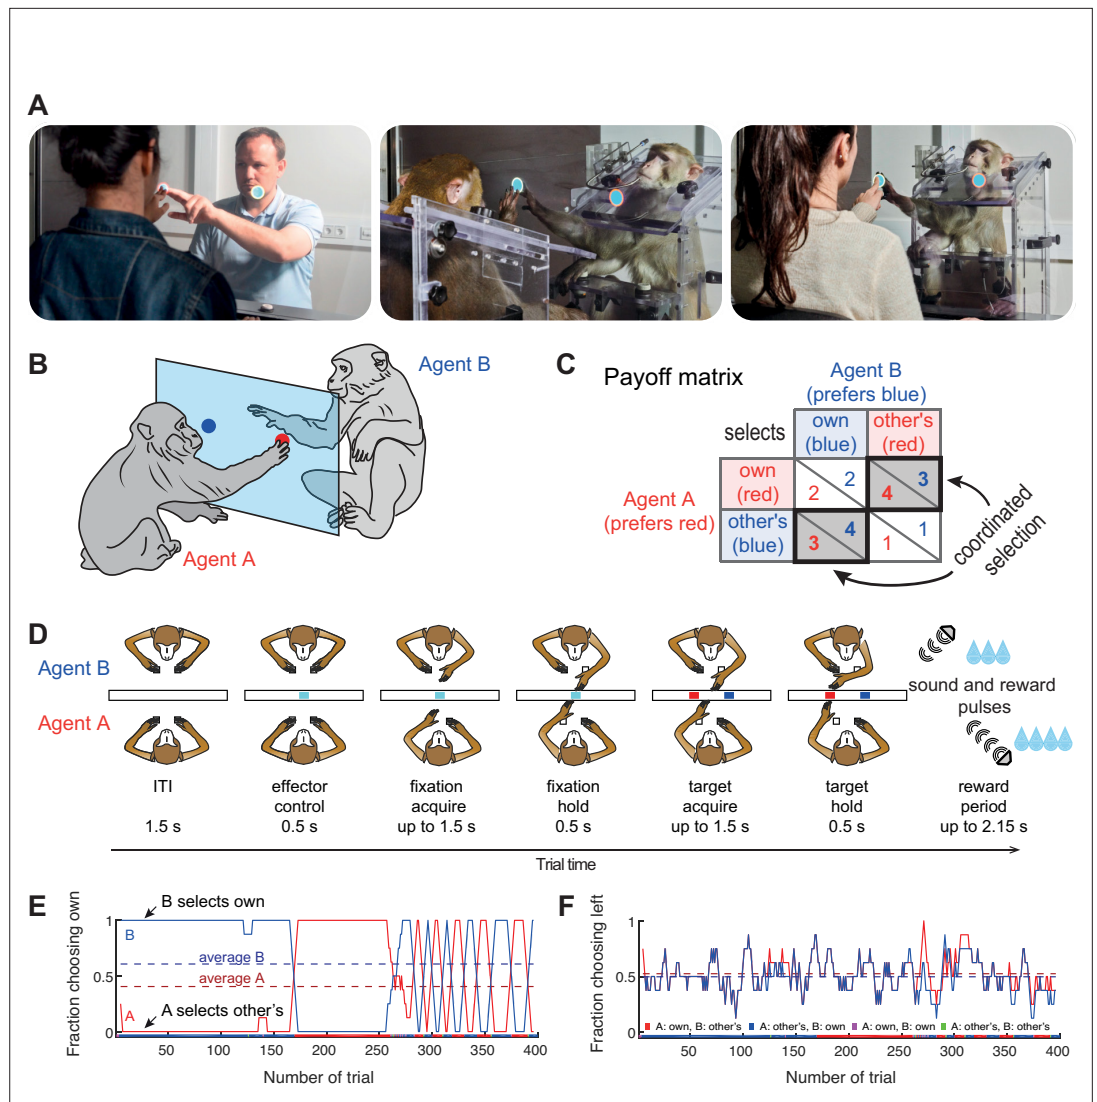 A
B
Agent B
Agent A
C
Payoff matrix
Agent B
(prefers blue)
selects
own
(blue)
other's
(red)
own
(red)
other's
(blue)
Agent A
(prefers red)
2
2
4
3
3
4
1
1
coordinated
selection
D
Agent B
Agent A
sound and reward
pulses
ITI
effector
control
fixation
acquire
fixation
hold
target
acquire
target
hold
reward
period
1.5 s
0.5 s
up to 1.5 s
0.5 s
up to 1.5 s
0.5 s
up to 2.15 s
Trial time
E
Fraction choosing own
1
0.5
0
B selects own
B
average B
average A
A
A selects other's
50
100
150
200
250
300
350
400
Number of trial
F
Fraction choosing left
1
0.5
0
A: own, B: other's
A: other's, B: own
A: own, B: own
A: other's, B: other's
50
100
150
200
250
300
350
400
Number of trial